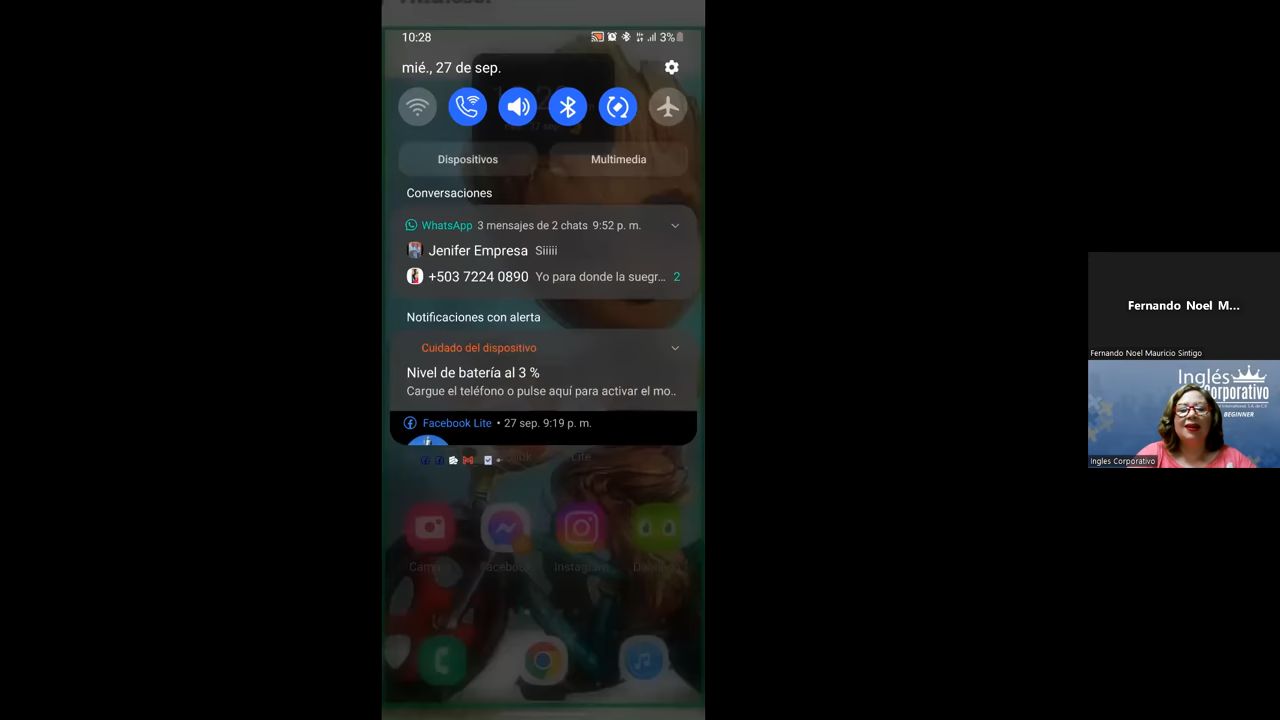 10:28
3%
mié., 27 de sep.
Dispositivos
Multimedia
Conversaciones
WhatsApp 3 mensajes de 2 chats 9:52 p. m.
Jenifer Empresa Siiiii
+503 7224 0890 Yo para donde la suegr... 2
Notificaciones con alerta
Cuidado del dispositivo
Nivel de batería al 3 %
Cargue el teléfono o pulse aquí para activar el mo..
Facebook Lite • 27 sep. 9:19 p. m.
Lite
Facebook
Instagram
Fernando Noel M...
Fernando Noel Mauricio Sintigo
Inglés
Corporativo
BEGINNER
Ingles Corporativo